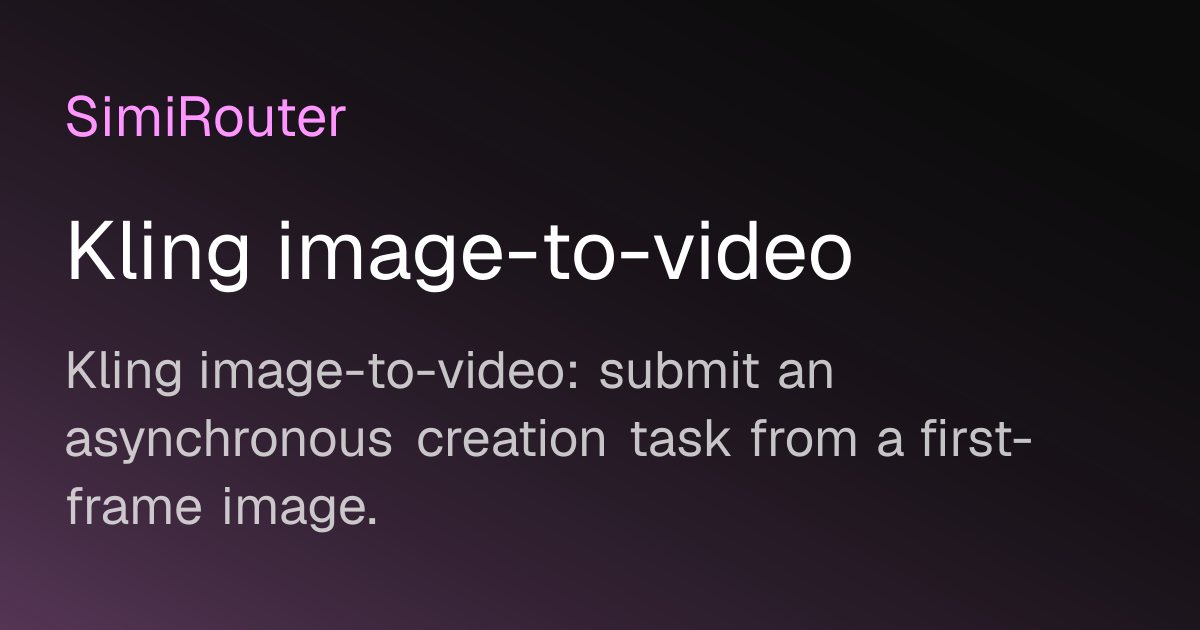 SimiRouter
Kling image-to-video
Kling image-to-video: submit an
asynchronous creation task from a first-
frame image.